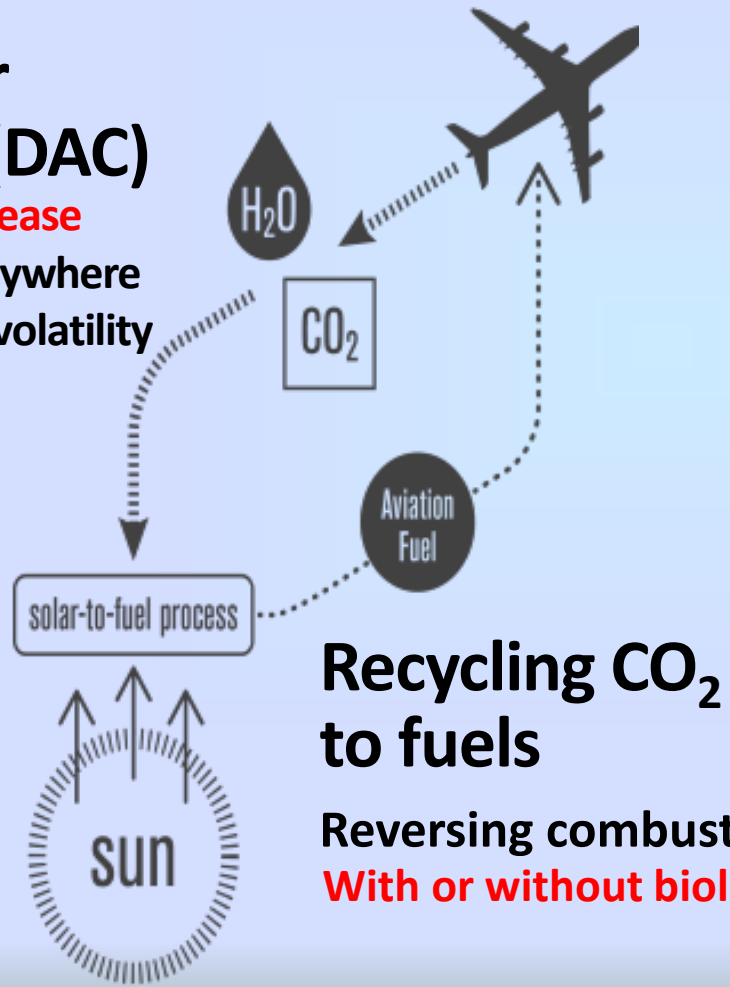 r
(DAC)
ease
ywhere
volatility
H₂O
CO₂
Aviation
Fuel
solar-to-fuel process
sun
Recycling CO₂
to fuels
Reversing combust
With or without biol